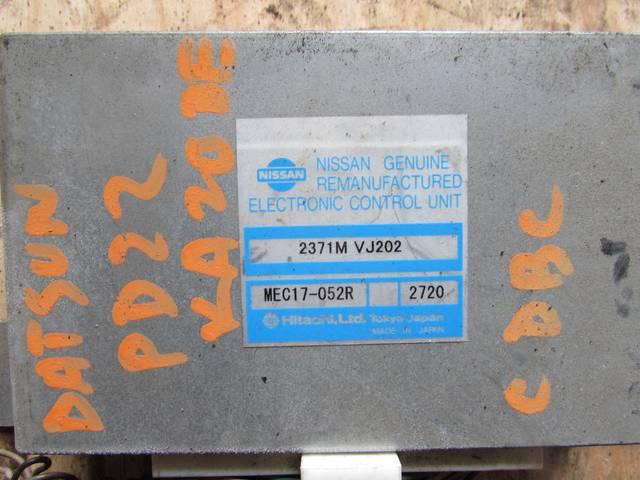 DATSUN
PD22
KA20DE
NISSAN
NISSAN GENUINE
REMANUFACTURED
ELECTRONIC CONTROL UNIT
2371M VJ202
MEC17-052R 2720
Hitachi, Ltd. Tokyo Japan
MADE IN JAPAN